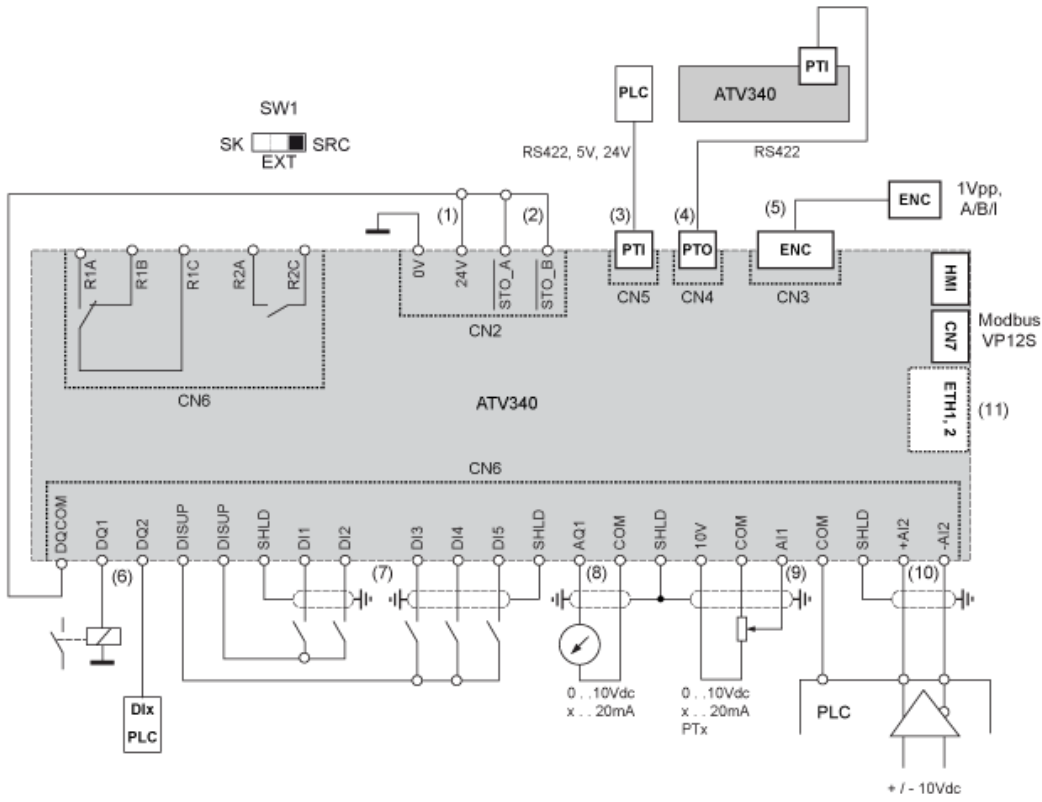 SW1
SK SRC
EXT
PLC
PTI
ATV340
RS422, 5V, 24V
RS422
(1)
(2)
(3)
(4)
(5)
ENC
1Vpp,
A/B/I
R1A
R1B
R1C
R2A
R2C
CN6
0V
24V
STO_A
STO_B
CN2
PTI
CN5
PTO
CN4
ENC
CN3
HMI
CN7
Modbus
VP12S
ETH1, 2
(11)
ATV340
CN6
DQCOM
DQ1
DQ2
DISUP
DISUP
SHLD
DI1
DI2
DI3
DI4
DI5
SHLD
AQ1
COM
SHLD
10V
COM
AI1
COM
SHLD
+AI2
-AI2
(6)
(7)
(8)
(9)
(10)
DIx
PLC
0 . .10Vdc
x . . 20mA
0 . .10Vdc
x . . 20mA
PTx
PLC
+ / - 10Vdc